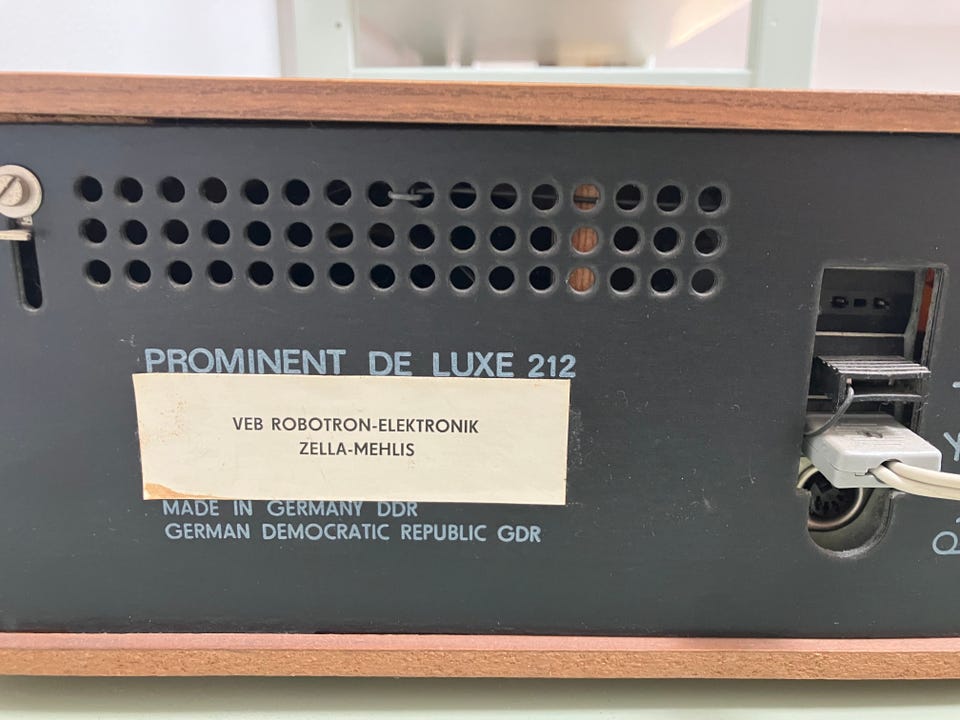 PROMINENT DE LUXE 212
VEB ROBOTRON-ELEKTRONIK
ZELLA-MEHLIS
MADE IN GERMANY DDR
GERMAN DEMOCRATIC REPUBLIC GDR